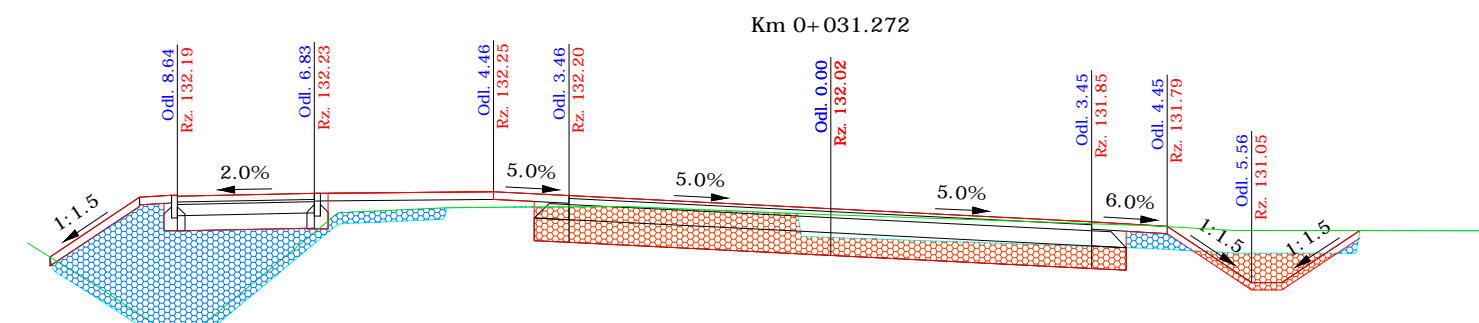 Km 0+031.272
Odl. 8.64
Rz. 132.19
Odl. 6.83
Rz. 132.23
Odl. 4.46
Rz. 132.25
Odl. 3.46
Rz. 132.20
Odl. 0.00
Rz. 132.02
Odl. 3.45
Rz. 131.85
Odl. 4.45
Rz. 131.79
Odl. 5.56
Rz. 131.05
1:1.5
2.0%
5.0%
5.0%
5.0%
6.0%
1:1.5
1:1.5